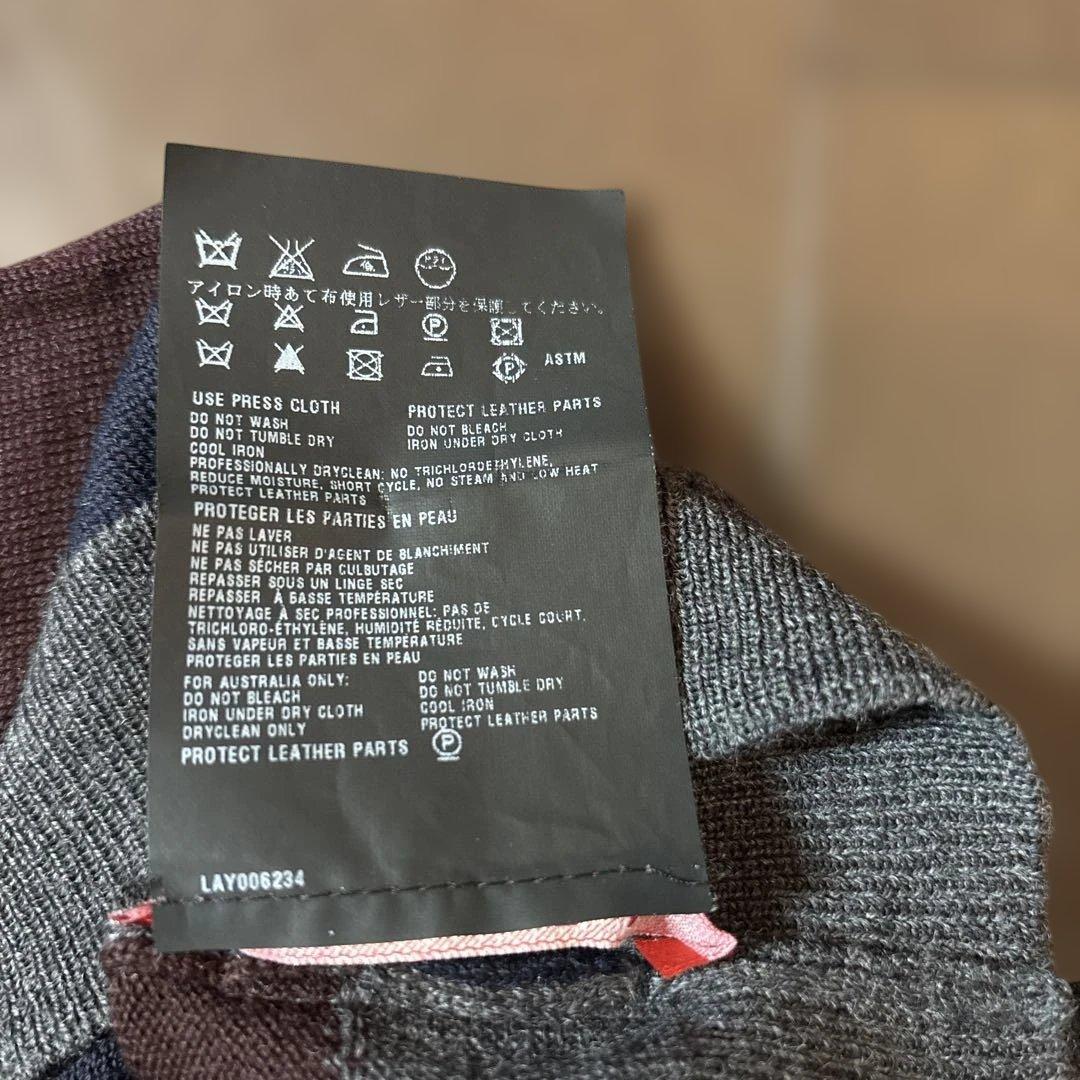 アイロン時あて布使用レザー部分を保護してください。
P
P ASTM
USE PRESS CLOTH PROTECT LEATHER PARTS
DO NOT WASH DO NOT BLEACH
DO NOT TUMBLE DRY IRON UNDER DRY CLOTH
COOL IRON
PROFESSIONALLY DRYCLEAN: NO TRICHLOROETHYLENE,
REDUCE MOISTURE, SHORT CYCLE, NO STEAM AND LOW HEAT
PROTECT LEATHER PARTS
PROTEGER LES PARTIES EN PEAU
NE PAS LAVER
NE PAS UTILISER D'AGENT DE BLANCHIMENT
NE PAS SÉCHER PAR CULBUTAGE
REPASSER SOUS UN LINGE SEC
REPASSER À BASSE TEMPÉRATURE
NETTOYAGE À SEC PROFESSIONNEL: PAS DE
TRICHLORO-ÉTHYLÈNE, HUMIDITÉ RÉDUITE, CYCLE COURT,
SANS VAPEUR ET BASSE TEMPÉRATURE
PROTEGER LES PARTIES EN PEAU
FOR AUSTRALIA ONLY: DO NOT WASH
DO NOT BLEACH DO NOT TUMBLE DRY
IRON UNDER DRY CLOTH COOL IRON
DRYCLEAN ONLY PROTECT LEATHER PARTS
PROTECT LEATHER PARTS P
LAY006234